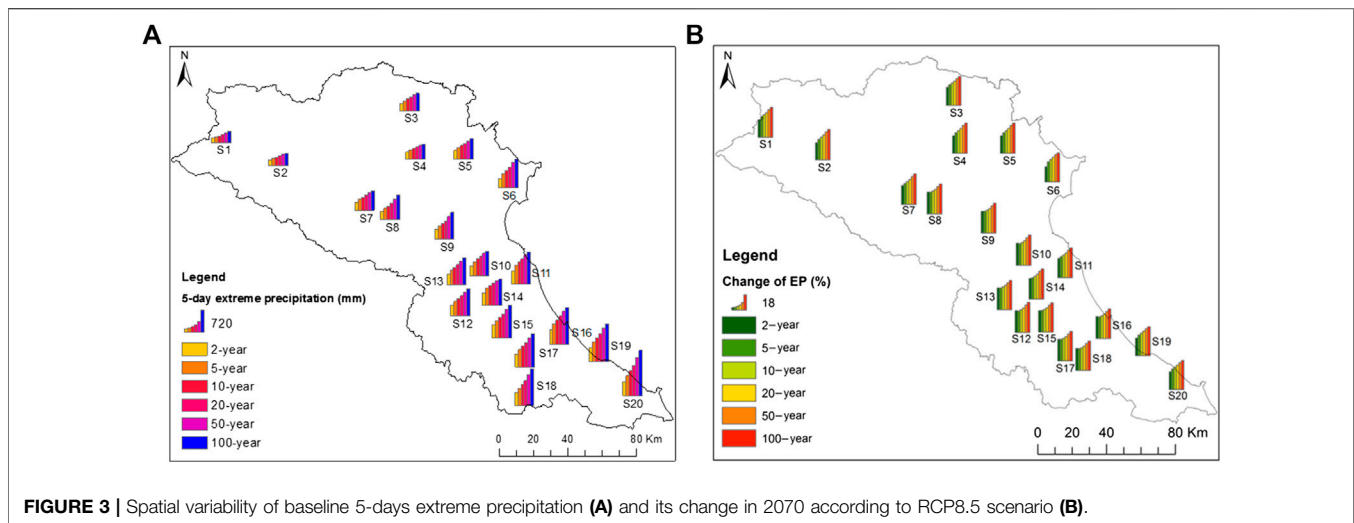 A
N
S3
S1
S2
S4
S5
S6
S7
S8
S9
S10
S11
S13
S14
S12
S15
S16
S17
S19
S18
S20
Legend
5-day extreme precipitation (mm)
720
2-year
5-year
10-year
20-year
50-year
100-year
0 20 40 80 Km
B
N
S3
S1
S2
S4
S5
S6
S7
S8
S9
S10
S11
S14
S13
S12
S15
S16
S17
S18
S19
S20
Legend
Change of EP (%)
18
2-year
5-year
10-year
20-year
50-year
100-year
0 20 40 80 Km
FIGURE 3 | Spatial variability of baseline 5-days extreme precipitation (A) and its change in 2070 according to RCP8.5 scenario (B).